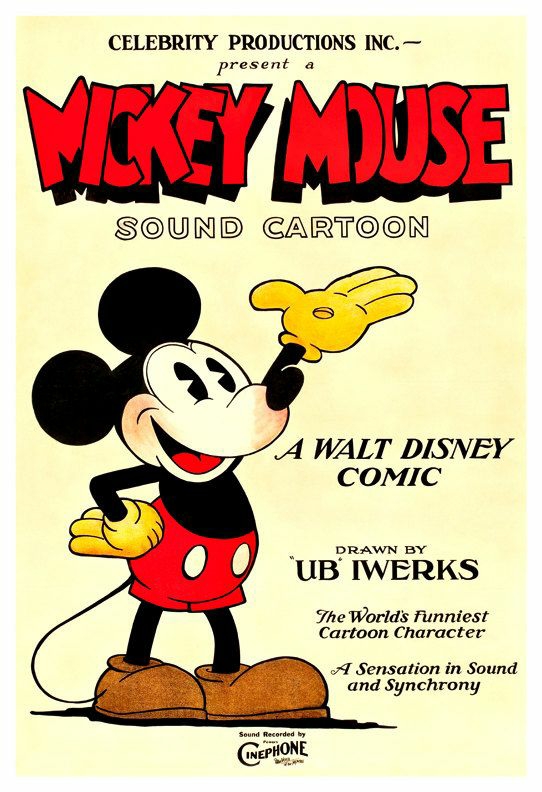 CELEBRITY PRODUCTIONS INC.—
present a
MICKEY MOUSE
SOUND CARTOON
A WALT DISNEY
COMIC
DRAWN BY
"UB" IWERKS
The World's Funniest
Cartoon Character
A Sensation in Sound
and Synchrony
Sound Recorded by
POWERS
CINEPHONE